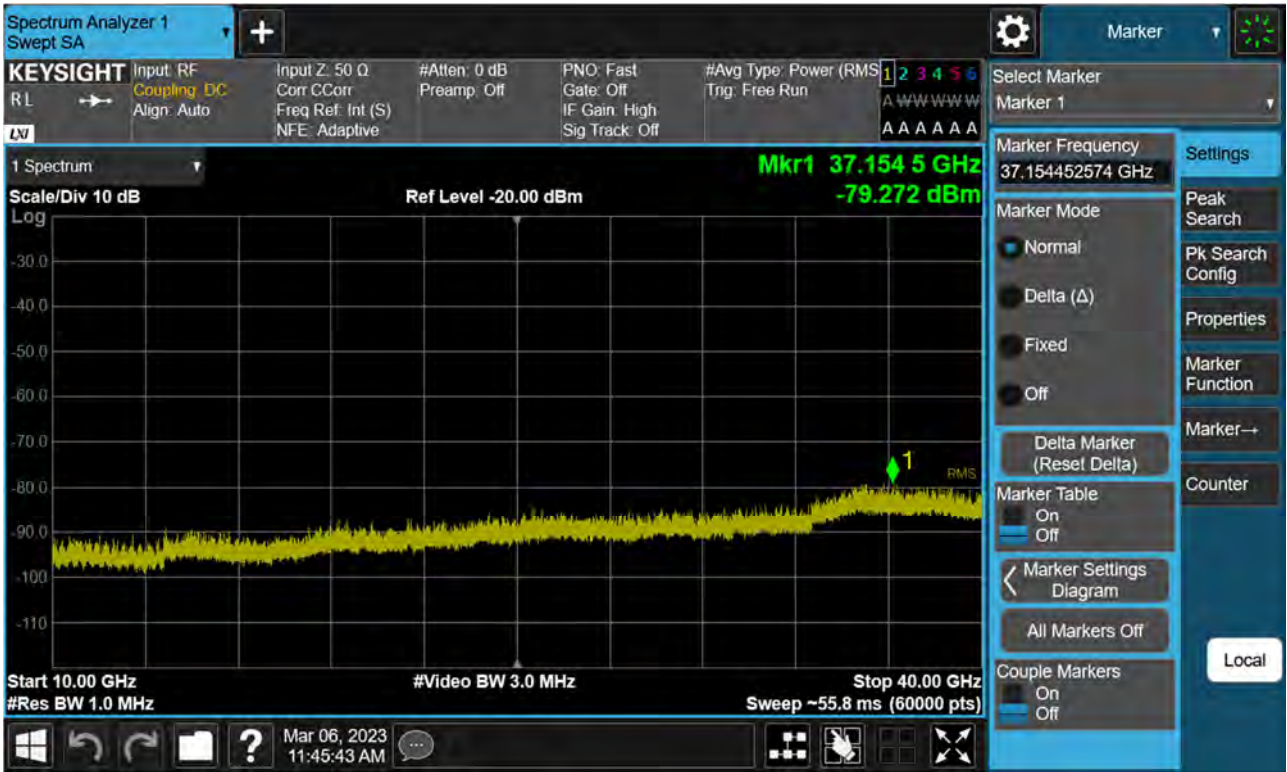 Spectrum Analyzer 1
Swept SA
+
Marker
KEYSIGHT
RL
LXI
Input: RF
Coupling: DC
Align: Auto
Input Z: 50 Ω
Corr CCorr
Freq Ref: Int (S)
NFE: Adaptive
#Atten: 0 dB
Preamp: Off
PNO: Fast
Gate: Off
IF Gain: High
Sig Track: Off
#Avg Type: Power (RMS
Trig: Free Run
1 2 3 4 5 6
A W W W W W
A A A A A A
Select Marker
Marker 1
1 Spectrum
Scale/Div 10 dB
Ref Level -20.00 dBm
Mkr1 37.154 5 GHz
-79.272 dBm
Log
-30.0
-40.0
-50.0
-60.0
-70.0
-80.0
-90.0
-100
-110
1
RMS
Start 10.00 GHz
#Video BW 3.0 MHz
Stop 40.00 GHz
#Res BW 1.0 MHz
Sweep ~55.8 ms (60000 pts)
Marker Frequency
37.154452574 GHz
Marker Mode
Normal
Delta (Δ)
Fixed
Off
Delta Marker
(Reset Delta)
Marker Table
On
Off
Marker Settings
Diagram
All Markers Off
Couple Markers
On
Off
Settings
Peak
Search
Pk Search
Config
Properties
Marker
Function
Marker→
Counter
Local
?
Mar 06, 2023
11:45:43 AM